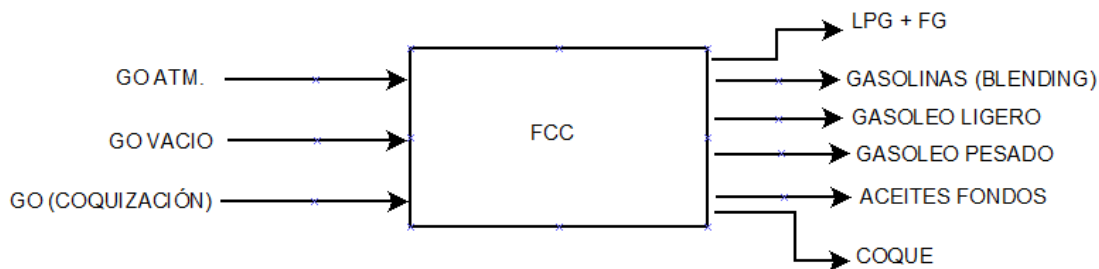 LPG + FG
GO ATM.
GASOLINAS (BLENDING)
GASOLEO LIGERO
GO VACIO
FCC
GASOLEO PESADO
GO (COQUIZACIÓN)
ACEITES FONDOS
COQUE